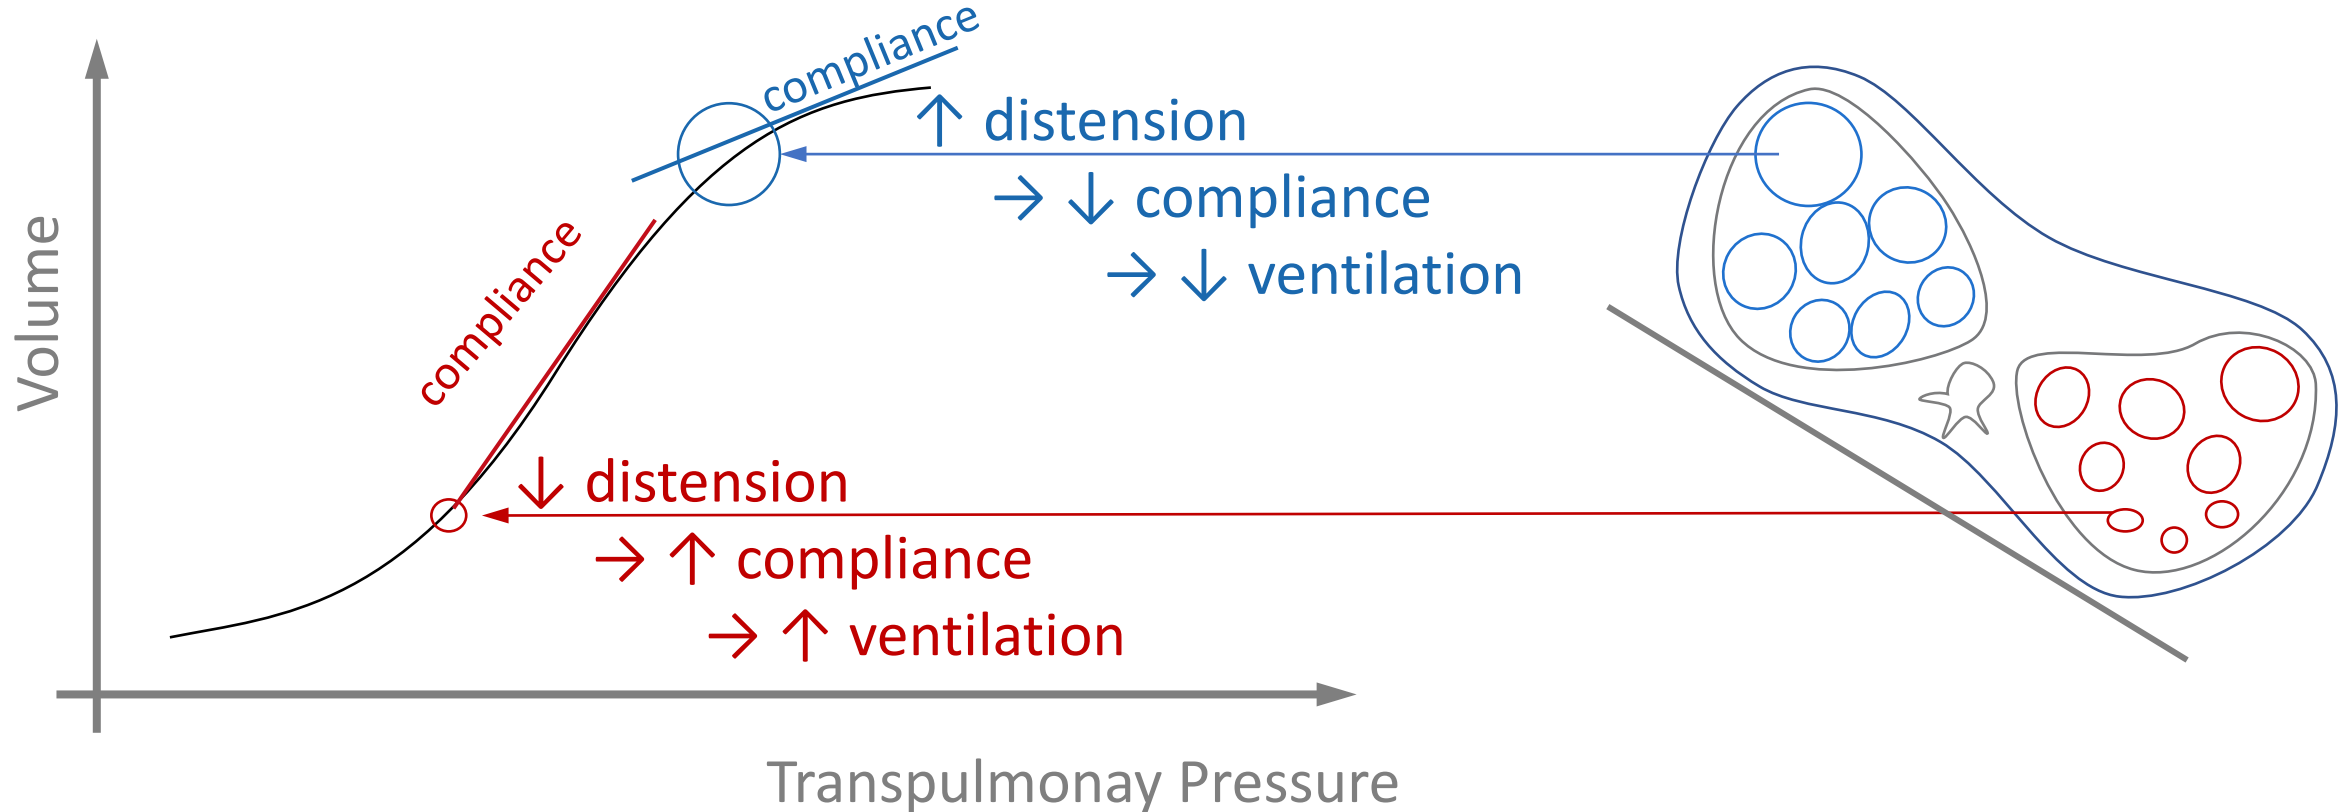 compliance
↑ distension
→ ↓ compliance
→ ↓ ventilation
Volume
compliance
↓ distension
→ ↑ compliance
→ ↑ ventilation
Transpulmonay Pressure